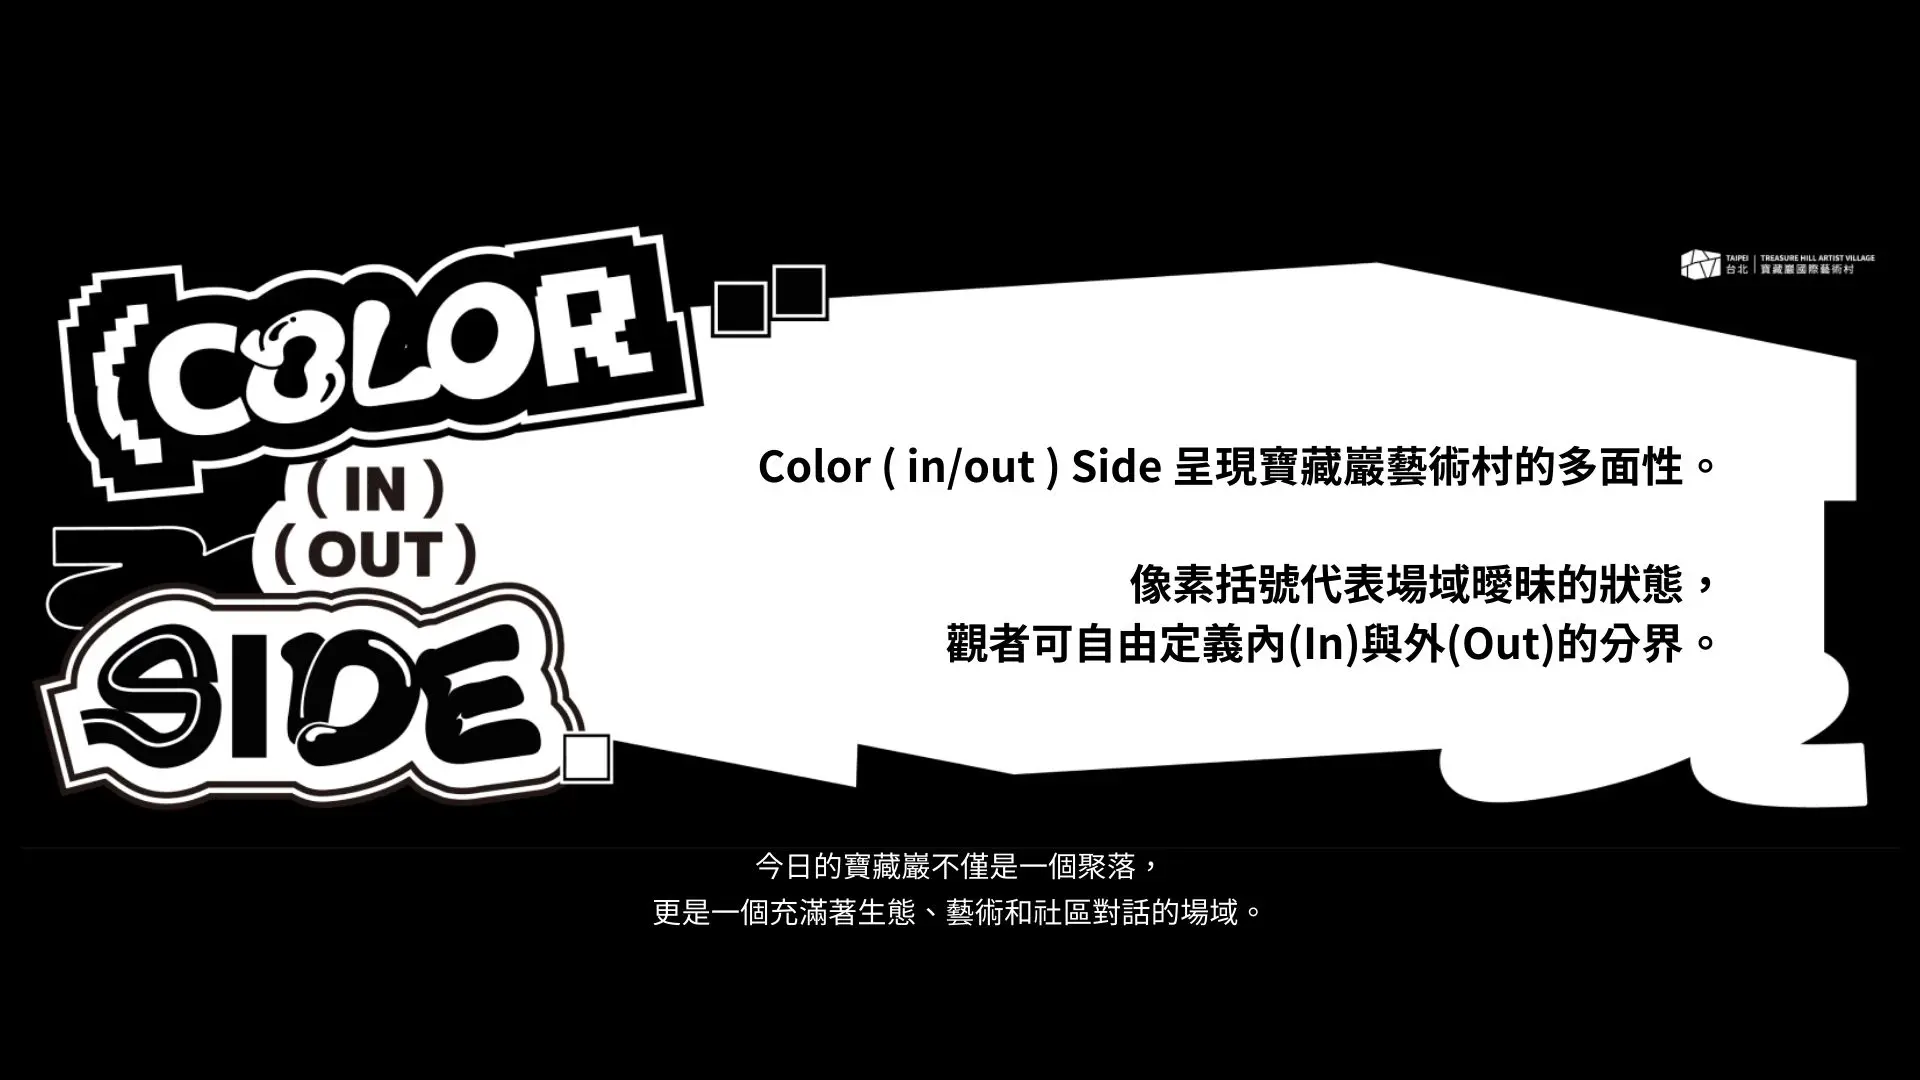 COLOR
(IN)
(OUT)
SIDE
TAIPEI | TREASURE HILL ARTIST VILLAGE
台北 | 寶藏巖國際藝術村
Color ( in/out ) Side 呈現寶藏巖藝術村的多面性。
像素括號代表場域曖昧的狀態，
觀者可自由定義內(In)與外(Out)的分界。
今日的寶藏巖不僅是一個聚落，
更是一個充滿著生態、藝術和社區對話的場域。